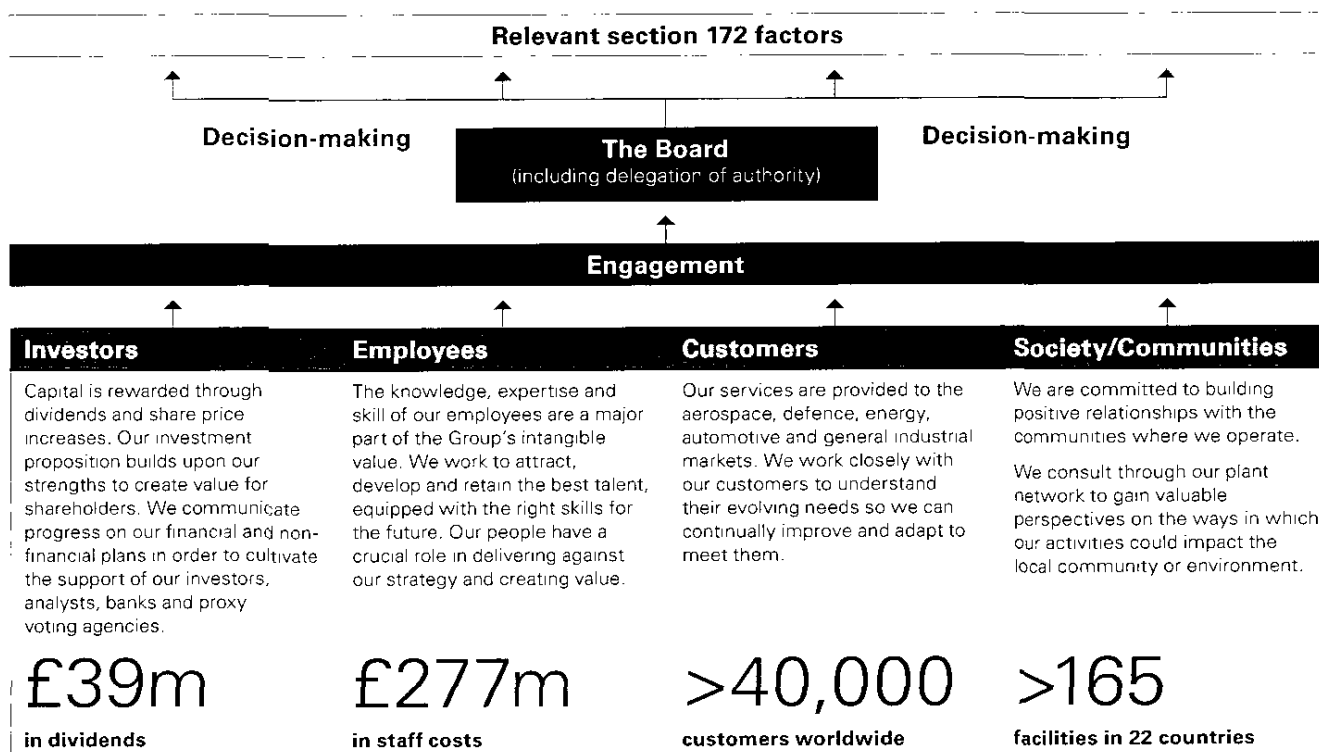 Relevant section 172 factors
Decision-making
The Board
(including delegation of authority)
Decision-making
Engagement
Investors
Capital is rewarded through
dividends and share price
increases. Our investment
proposition builds upon our
strengths to create value for
shareholders. We communicate
progress on our financial and non-
financial plans in order to cultivate
the support of our investors,
analysts, banks and proxy
voting agencies.
£39m
in dividends
Employees
The knowledge, expertise and
skill of our employees are a major
part of the Group's intangible
value. We work to attract,
develop and retain the best talent,
equipped with the right skills for
the future. Our people have a
crucial role in delivering against
our strategy and creating value.
£277m
in staff costs
Customers
Our services are provided to the
aerospace, defence, energy,
automotive and general industrial
markets. We work closely with
our customers to understand
their evolving needs so we can
continually improve and adapt to
meet them.
>40,000
customers worldwide
Society/Communities
We are committed to building
positive relationships with the
communities where we operate.
We consult through our plant
network to gain valuable
perspectives on the ways in which
our activities could impact the
local community or environment.
>165
facilities in 22 countries